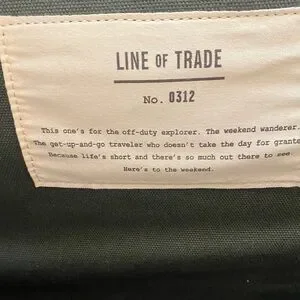 LINE OF TRADE
No. 0312
This one's for the off-duty explorer. The weekend wanderer.
The get-up-and-go traveler who doesn't take the day for grante
Because life's short and there's so much out there to see.
Here's to the weekend.